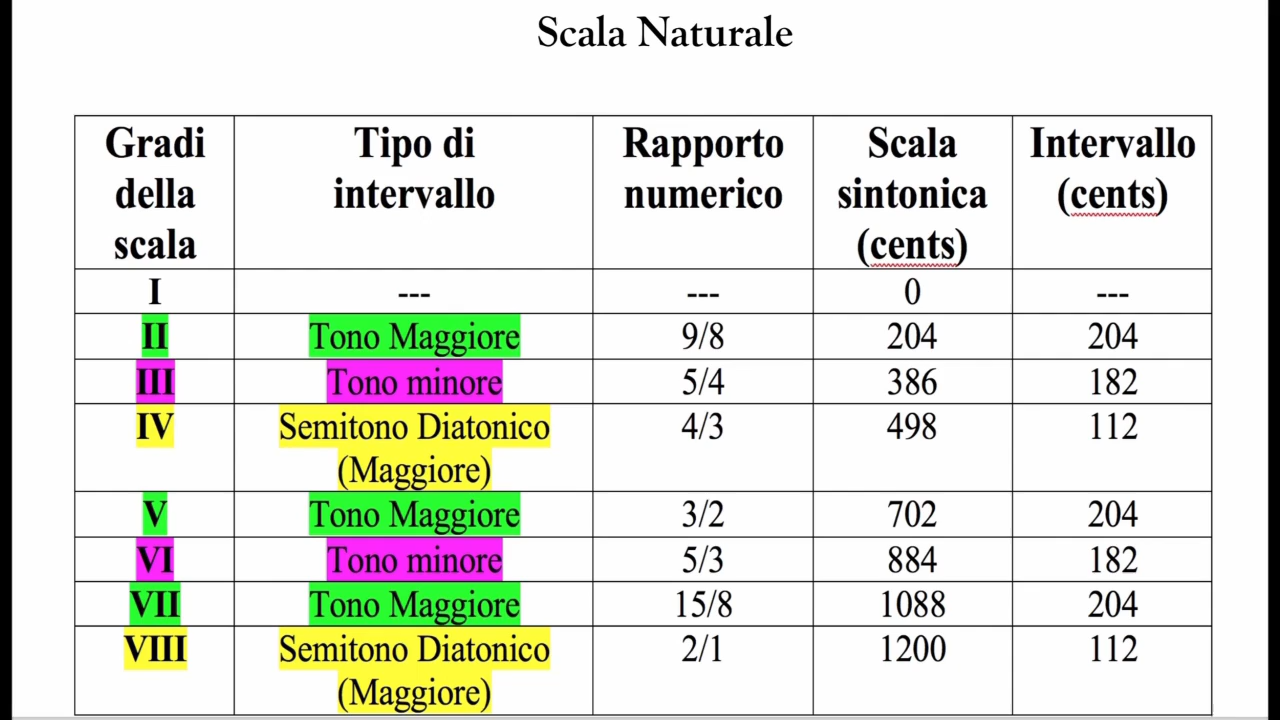 Scala Naturale
Gradi della scala Tipo di intervallo Rapporto numerico Scala sintonica (cents) Intervallo (cents)
I --- --- 0 ---
II Tono Maggiore 9/8 204 204
III Tono minore 5/4 386 182
IV Semitono Diatonico (Maggiore) 4/3 498 112
V Tono Maggiore 3/2 702 204
VI Tono minore 5/3 884 182
VII Tono Maggiore 15/8 1088 204
VIII Semitono Diatonico (Maggiore) 2/1 1200 112